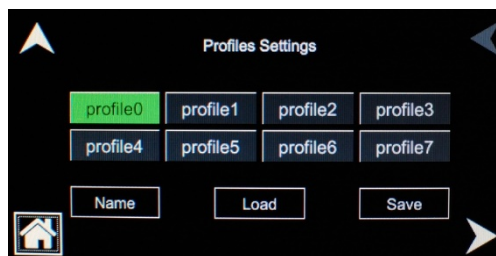 Profiles Settings
profile0 profile1 profile2 profile3
profile4 profile5 profile6 profile7
Name Load Save